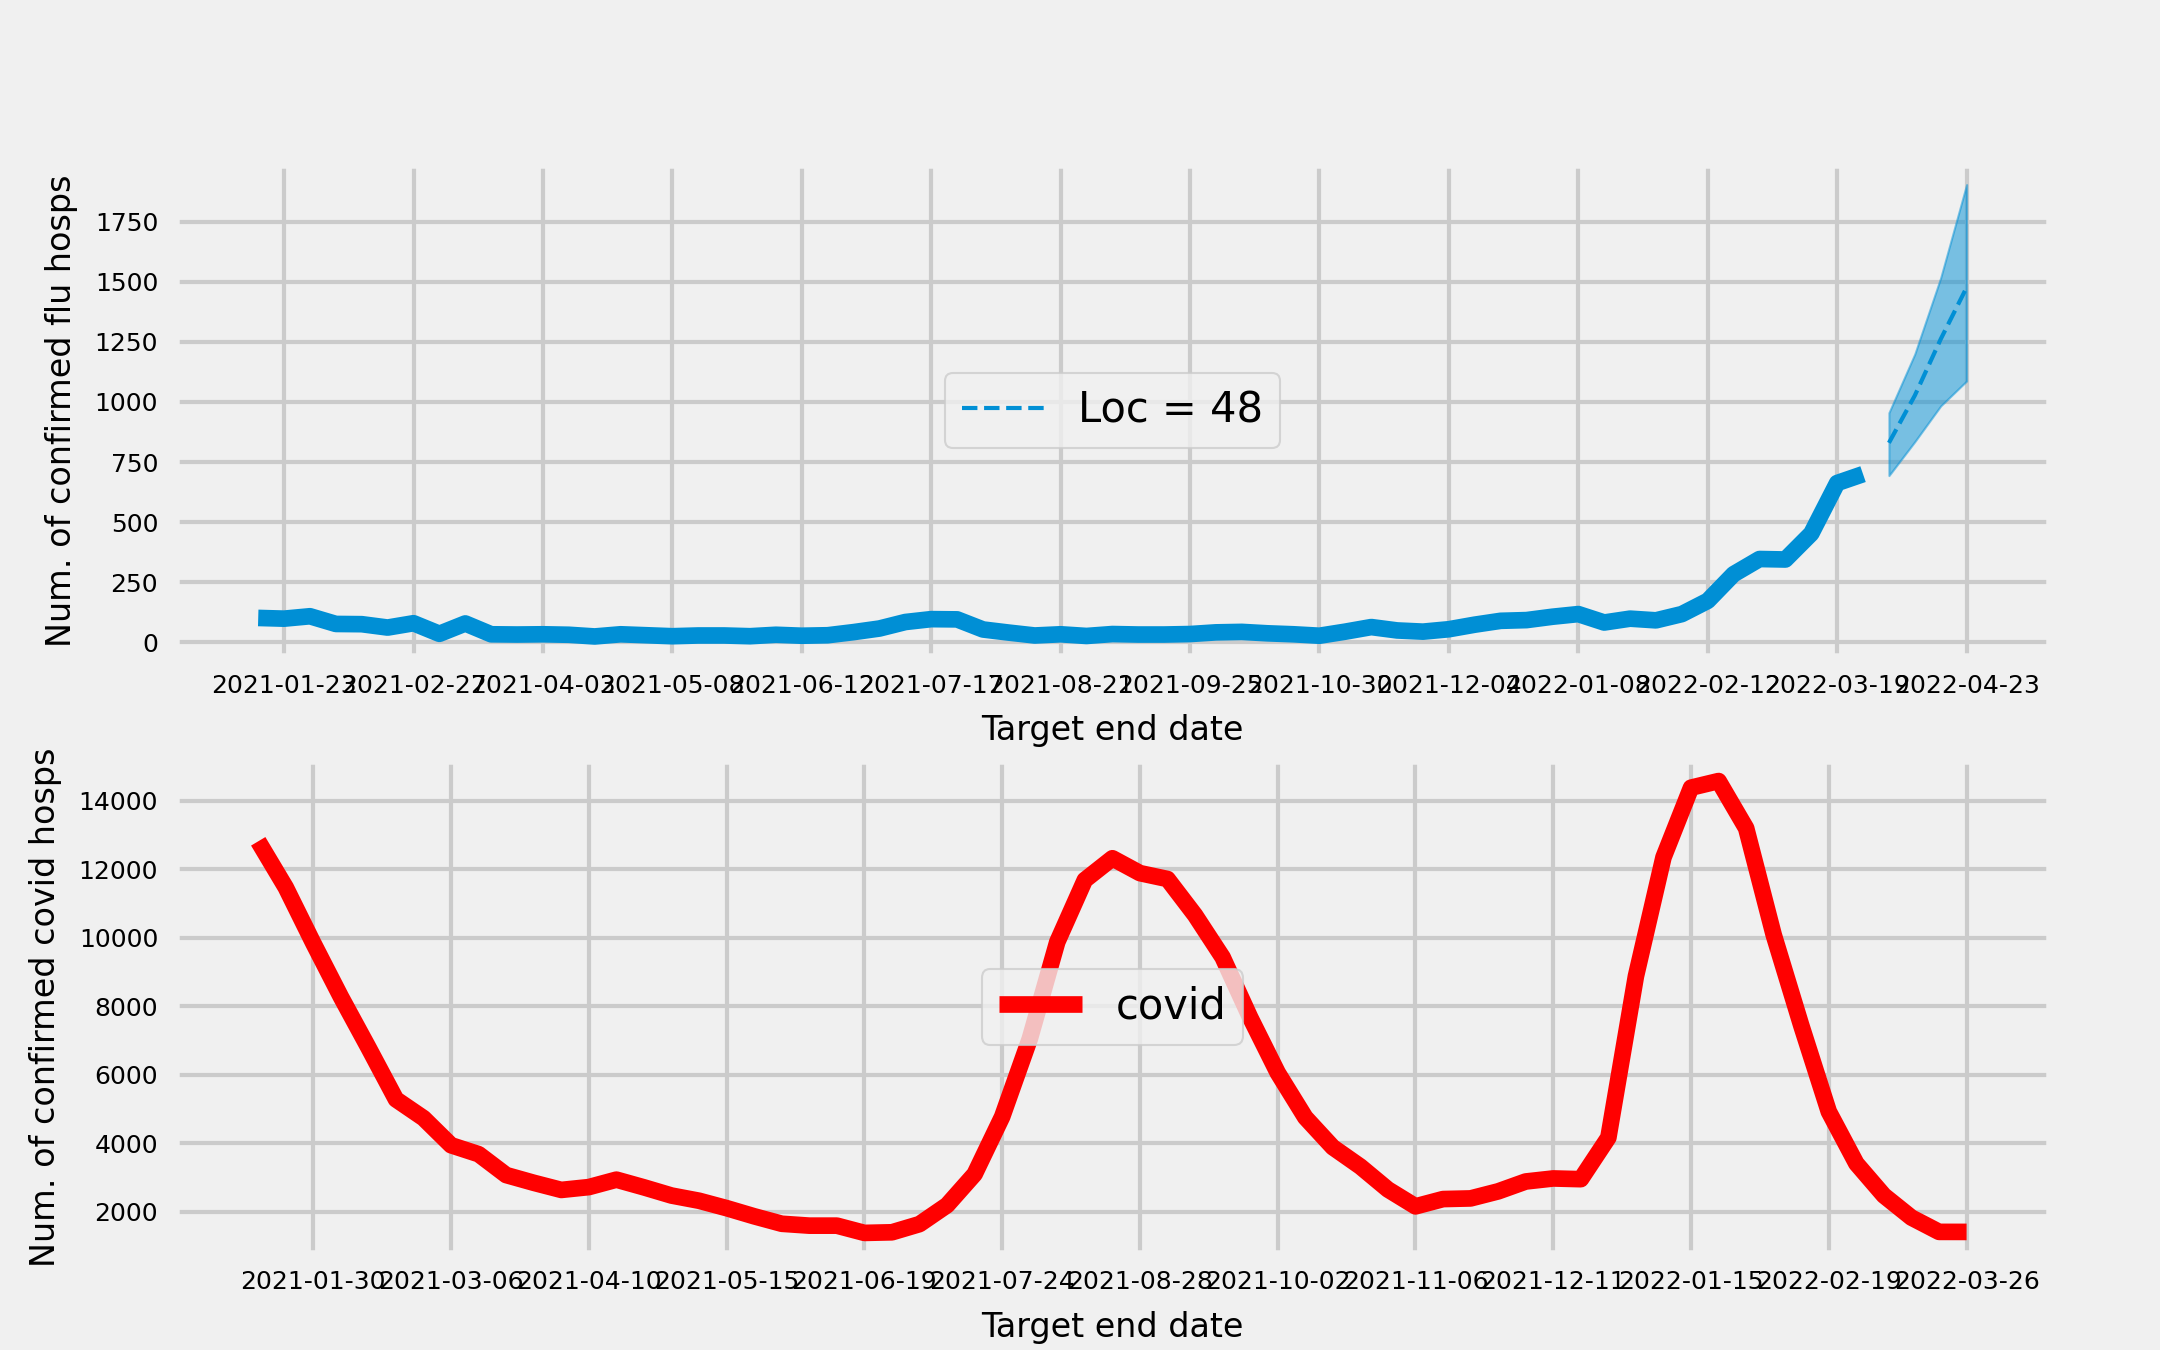 Num. of confirmed flu hosps
1750
1500
1250
1000
750
500
250
0
Loc = 48
2021-01-23 2021-02-27 2021-04-03 2021-05-08 2021-06-12 2021-07-17 2021-08-21 2021-09-25 2021-10-30 2021-12-04 2022-01-08 2022-02-12 2022-03-19 2022-04-23
Target end date
Num. of confirmed covid hosps
14000
12000
10000
8000
6000
4000
2000
covid
2021-01-30 2021-03-06 2021-04-10 2021-05-15 2021-06-19 2021-07-24 2021-08-28 2021-10-02 2021-11-06 2021-12-11 2022-01-15 2022-02-19 2022-03-26
Target end date